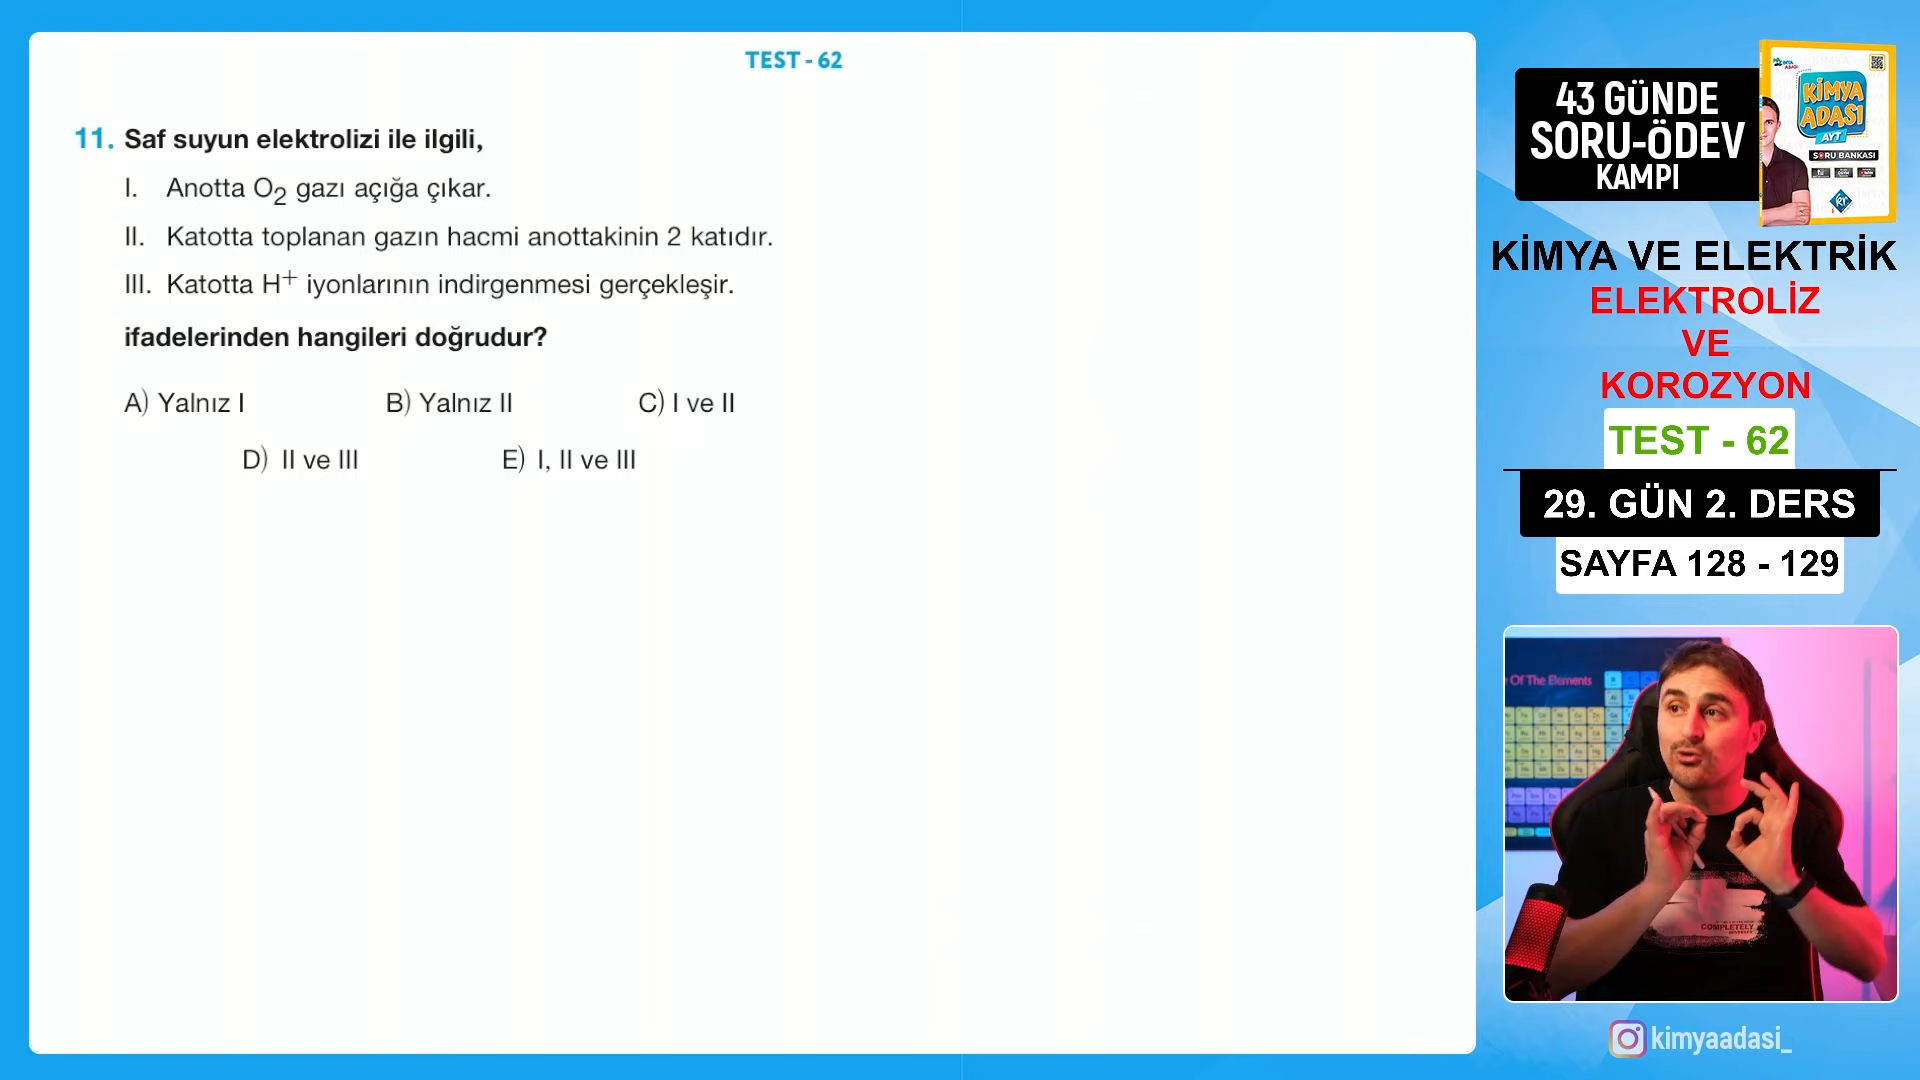 TEST - 62
11. Saf suyun elektrolizi ile ilgili,
I. Anotta O2 gazı açığa çıkar.
II. Katotta toplanan gazın hacmi anottakinin 2 katıdır.
III. Katotta H+ iyonlarının indirgenmesi gerçekleşir.
ifadelerinden hangileri doğrudur?
A) Yalnız I B) Yalnız II C) I ve II
D) II ve III E) I, II ve III
43 GÜNDE
SORU-ÖDEV
KAMPI
KİMYA
ADASI
AYT
SORU BANKASI
KİMYA VE ELEKTRİK
ELEKTROLİZ
VE
KOROZYON
TEST - 62
29. GÜN 2. DERS
SAYFA 128 - 129
Of The Elements
COMPLETELY
kimyaadasi_